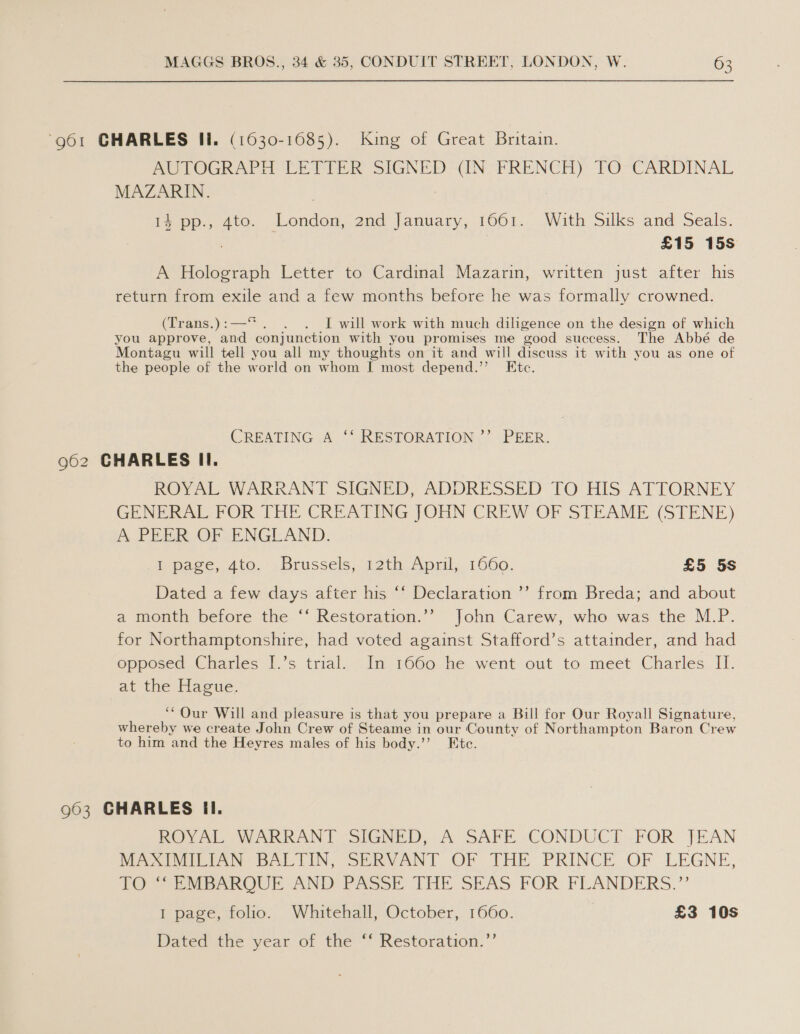 MAGGS BROS., 34 & 35, CONDUIT STREET, LONDON, W. 63
961 CHARLES II. (1630-1685). King of Great Britain.
AUTOGRAPH LETTER SIGNED (IN FRENCH) TO CARDINAL
MAZARIN.
1½ pp., 4to. London, 2nd January, 1661. With Silks and Seals.
£15 15s
A Holograph Letter to Cardinal Mazarin, written just after his
return from exile and a few months before he was formally crowned.
(Trans.):—“. . . I will work with much diligence on the design of which
you approve, and conjunction with you promises me good success. The Abbé de
Montagu will tell you all my thoughts on it and will discuss it with you as one of
the people of the world on whom I most depend.” Etc.
CREATING A “ RESTORATION ” PEER.
962 CHARLES II.
ROYAL WARRANT SIGNED, ADDRESSED TO HIS ATTORNEY
GENERAL FOR THE CREATING JOHN CREW OF STEAME (STENE)
A PEER OF ENGLAND.
1 page, 4to. Brussels, 12th April, 1660. £5 5s
Dated a few days after his “ Declaration ” from Breda; and about
a month before the “ Restoration.” John Carew, who was the M.P.
for Northamptonshire, had voted against Stafford's attainder, and had
opposed Charles I.'s trial. In 1660 he went out to meet Charles II.
at the Hague.
“ Our Will and pleasure is that you prepare a Bill for Our Royall Signature,
whereby we create John Crew of Steame in our County of Northampton Baron Crew
to him and the Heyres males of his body.” Etc.
963 CHARLES II.
ROYAL WARRANT SIGNED, A SAFE CONDUCT FOR JEAN
MAXIMILIAN BALTIN, SERVANT OF THE PRINCE OF LEGNE,
TO “ EMBARQUE AND PASSE THE SEAS FOR FLANDERS.”
1 page, folio. Whitehall, October, 1660. £3 10s
Dated the year of the “ Restoration.”